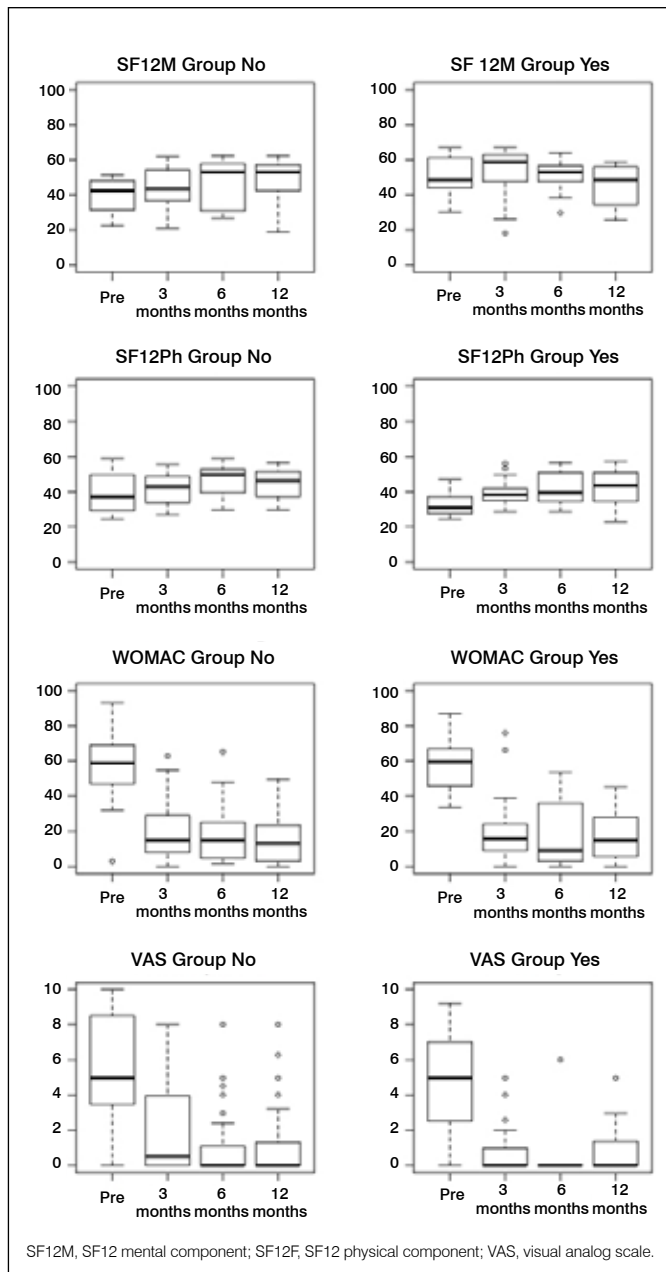 SF12M Group No
SF 12M Group Yes
100
80
60
40
20
0
Pre
3
months
6
months
12
months
100
80
60
40
20
0
Pre
3
months
6
months
12
months
SF12Ph Group No
SF12Ph Group Yes
100
80
60
40
20
0
Pre
3
months
6
months
12
months
100
80
60
40
20
0
Pre
3
months
6
months
12
months
WOMAC Group No
WOMAC Group Yes
100
80
60
40
20
0
Pre
3
months
6
months
12
months
100
80
60
40
20
0
Pre
3
months
6
months
12
months
VAS Group No
VAS Group Yes
10
8
6
4
2
0
Pre
3
months
6
months
12
months
10
8
6
4
2
0
Pre
3
months
6
months
12
months
SF12M, SF12 mental component; SF12F, SF12 physical component; VAS, visual analog scale.